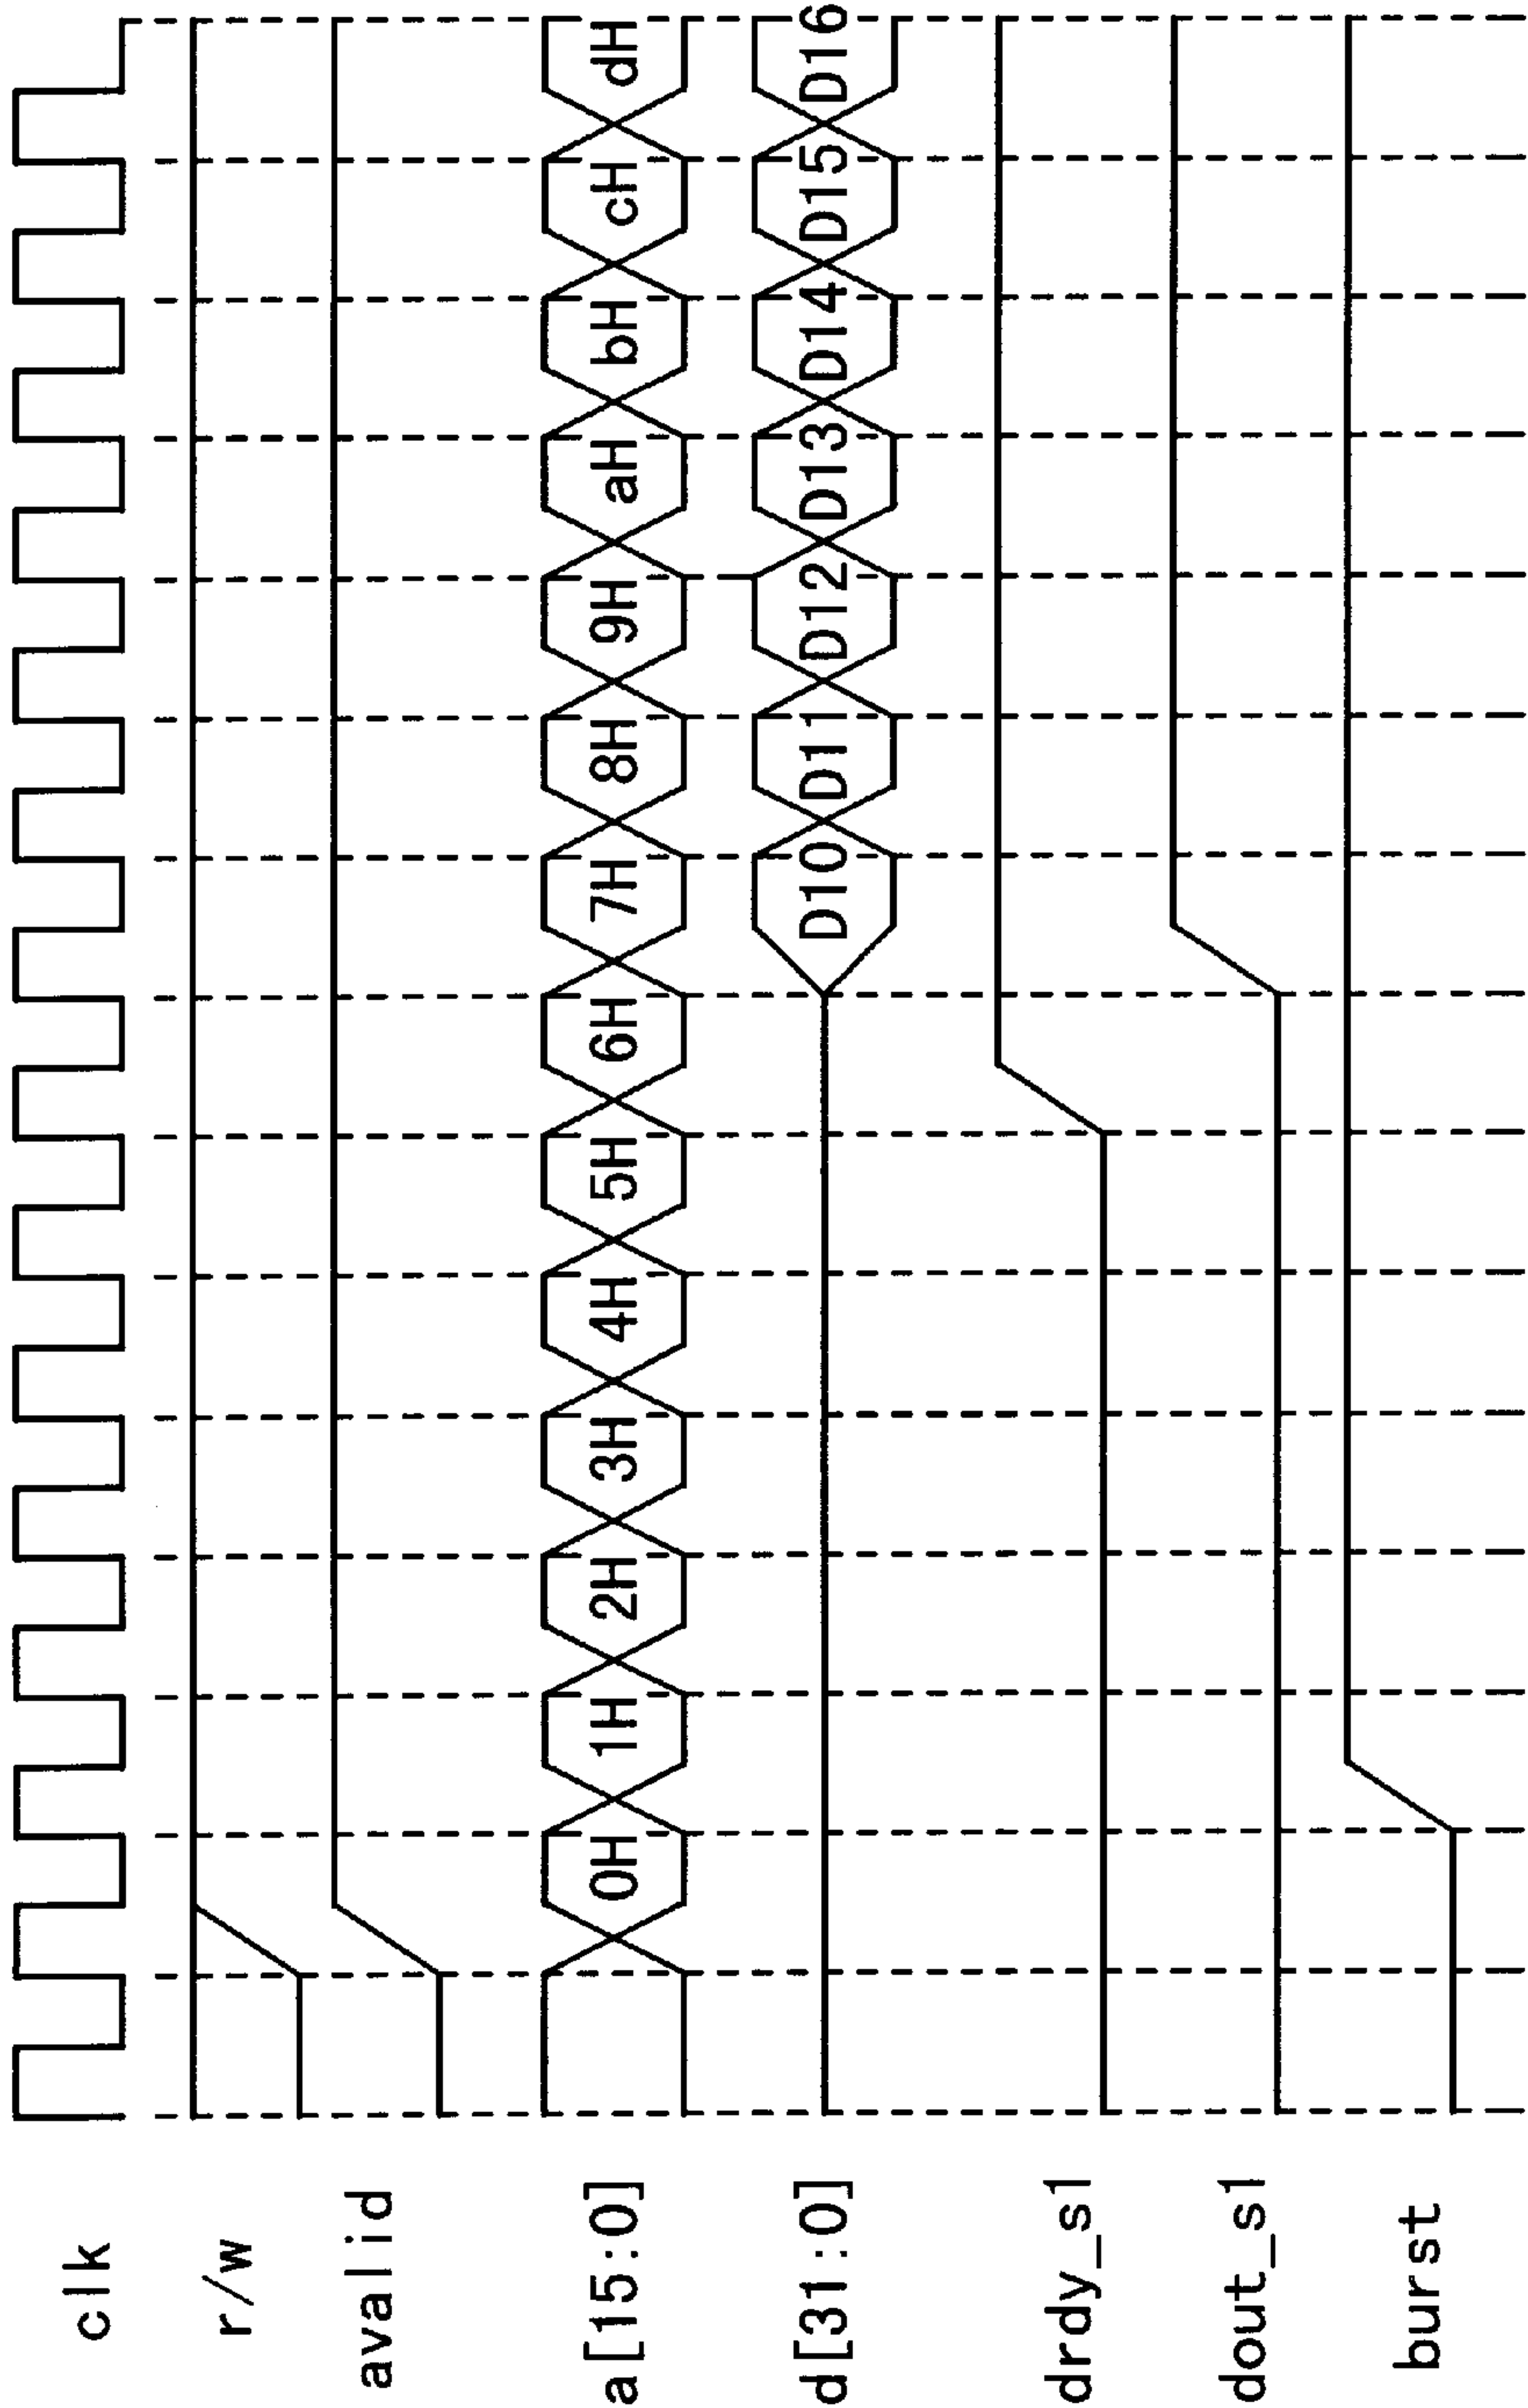 clk
r/w
avalid
a[15:0] 0H 1H 2H 3H 4H 5H 6H 7H 8H 9H aH bH cH dH
d[31:0] D10 D11 D12 D13 D14 D15 D16
drdy_s1
dout_s1
burst